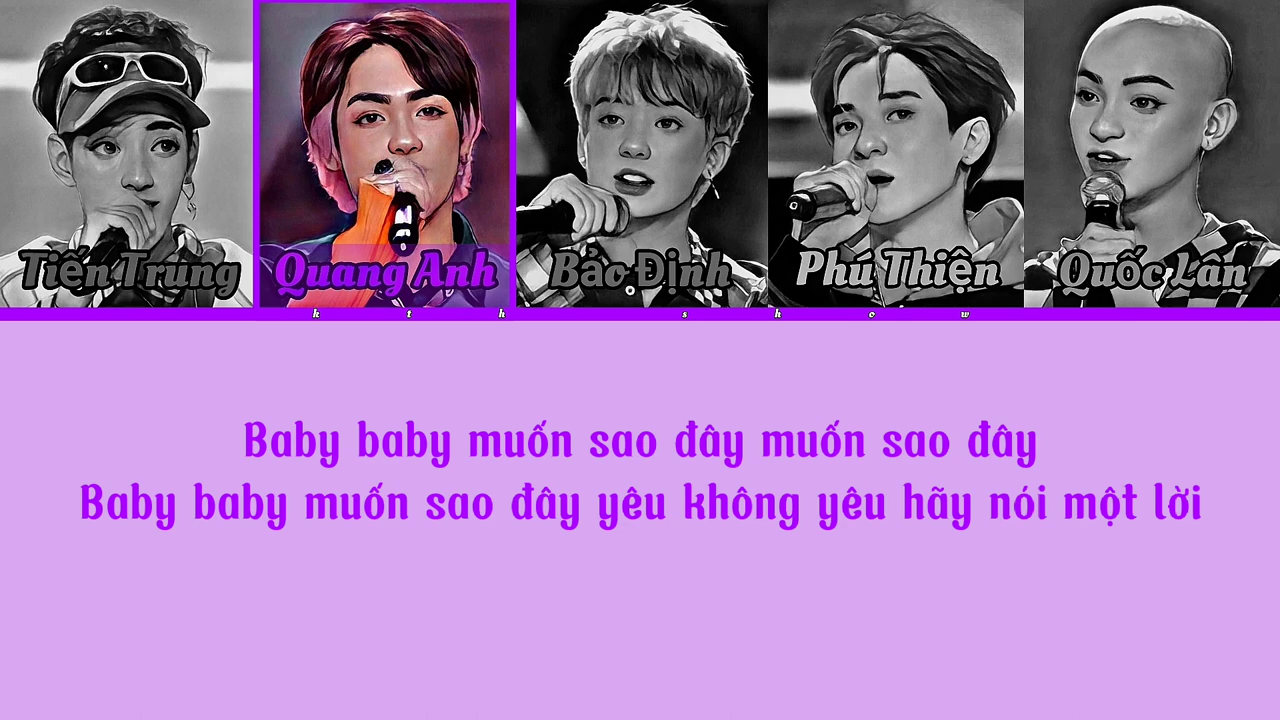 Tiến Trung Quang Anh Bảo Định Phú Thiện Quốc Lân
k t h s h o w
Baby baby muốn sao đây muốn sao đây
Baby baby muốn sao đây yêu không yêu hãy nói một lời